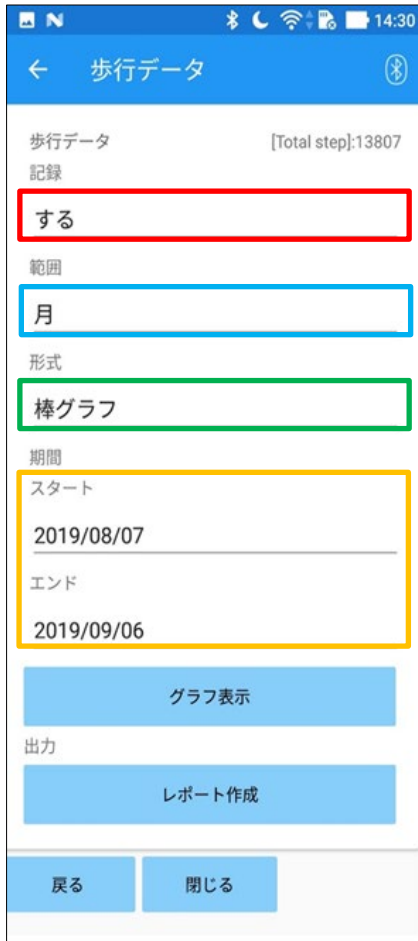 14:30
歩行データ
歩行データ [Total step]:13807
記録
する
範囲
月
形式
棒グラフ
期間
スタート
2019/08/07
エンド
2019/09/06
グラフ表示
出力
レポート作成
戻る 閉じる